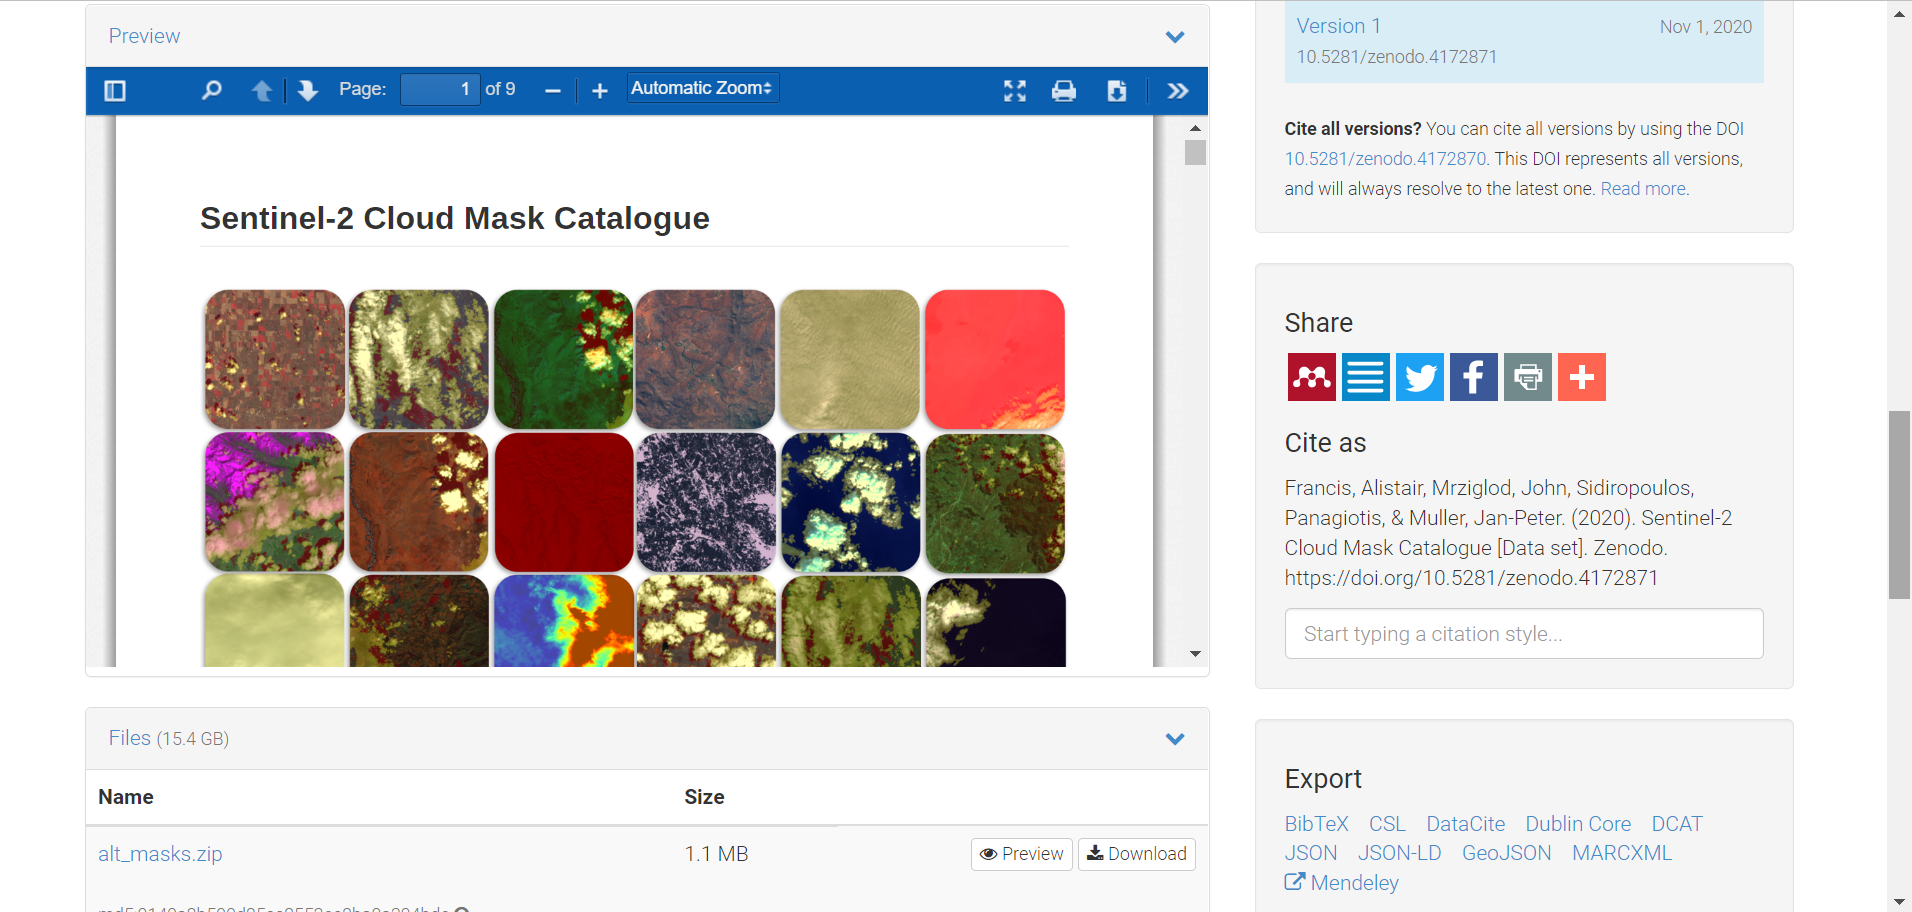 Preview
Page:
1
of 9
Automatic Zoom
Sentinel-2 Cloud Mask Catalogue
Files (15.4 GB)
Name
Size
alt_masks.zip
1.1 MB
Preview
Download
Version 1
Nov 1, 2020
10.5281/zenodo.4172871
Cite all versions? You can cite all versions by using the DOI
10.5281/zenodo.4172870. This DOI represents all versions,
and will always resolve to the latest one. Read more.
Share
Cite as
Francis, Alistair, Mrziglod, John, Sidiropoulos,
Panagiotis, & Muller, Jan-Peter. (2020). Sentinel-2
Cloud Mask Catalogue [Data set]. Zenodo.
https://doi.org/10.5281/zenodo.4172871
Start typing a citation style...
Export
BibTeX CSL DataCite Dublin Core DCAT
JSON JSON-LD GeoJSON MARCXML
Mendeley